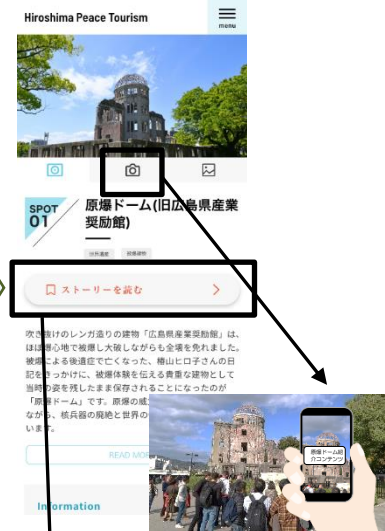 Hiroshima Peace Tourism
menu
SPOT
01
原爆ドーム(旧広島県産業
奨励館)
世界遺産 被爆建物
ストーリーを読む
吹き抜けのレンガ造りの建物「広島県産業奨励館」は、
ほぼ爆心地で被爆し大破しながらも全壊を免れました。
被爆による後遺症で亡くなった、楮山ヒロ子さんの日
記をきっかけに、被爆体験を伝える貴重な建物として
当時の姿を残したまま保存されることになったのが
「原爆ドーム」です。原爆の威
ながら、核兵器の廃絶と世界の
います。
READ MO
Information
原爆ドーム紹
介コンテンツ